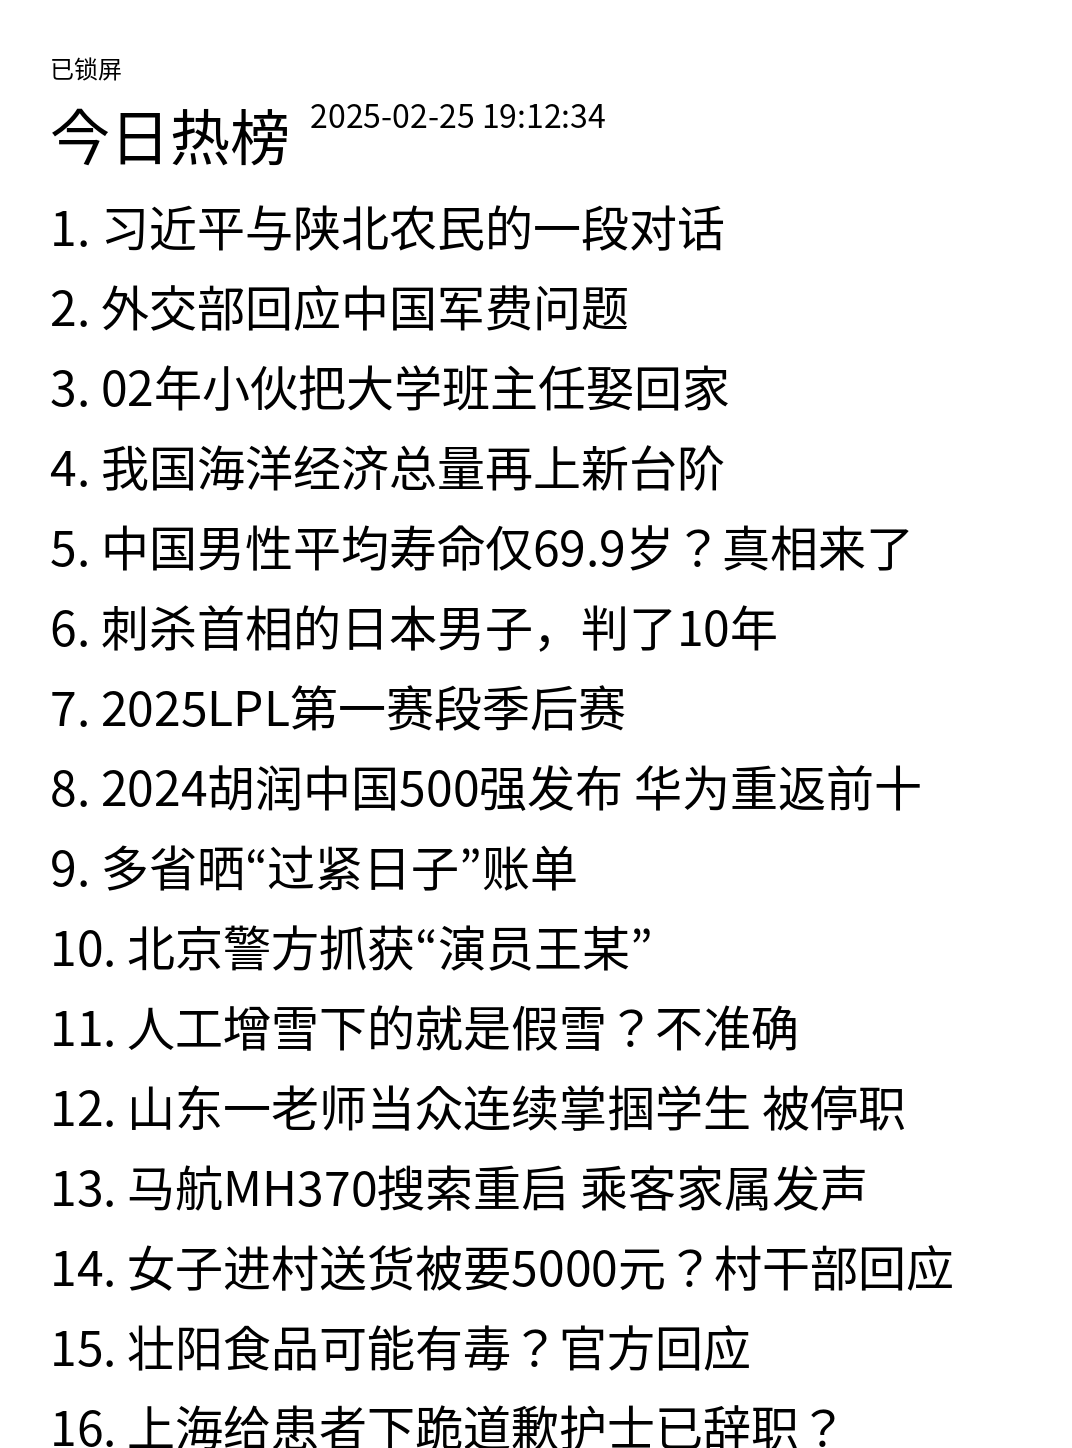 已锁屏
今日热榜 2025-02-25 19:12:34
1. 习近平与陕北农民的一段对话
2. 外交部回应中国军费问题
3. 02年小伙把大学班主任娶回家
4. 我国海洋经济总量再上新台阶
5. 中国男性平均寿命仅69.9岁？真相来了
6. 刺杀首相的日本男子，判了10年
7. 2025LPL第一赛段季后赛
8. 2024胡润中国500强发布 华为重返前十
9. 多省晒“过紧日子”账单
10. 北京警方抓获“演员王某”
11. 人工增雪下的就是假雪？不准确
12. 山东一老师当众连续掌掴学生 被停职
13. 马航MH370搜索重启 乘客家属发声
14. 女子进村送货被要5000元？村干部回应
15. 壮阳食品可能有毒？官方回应
16. 上海给患者下跪道歉护士已辞职？